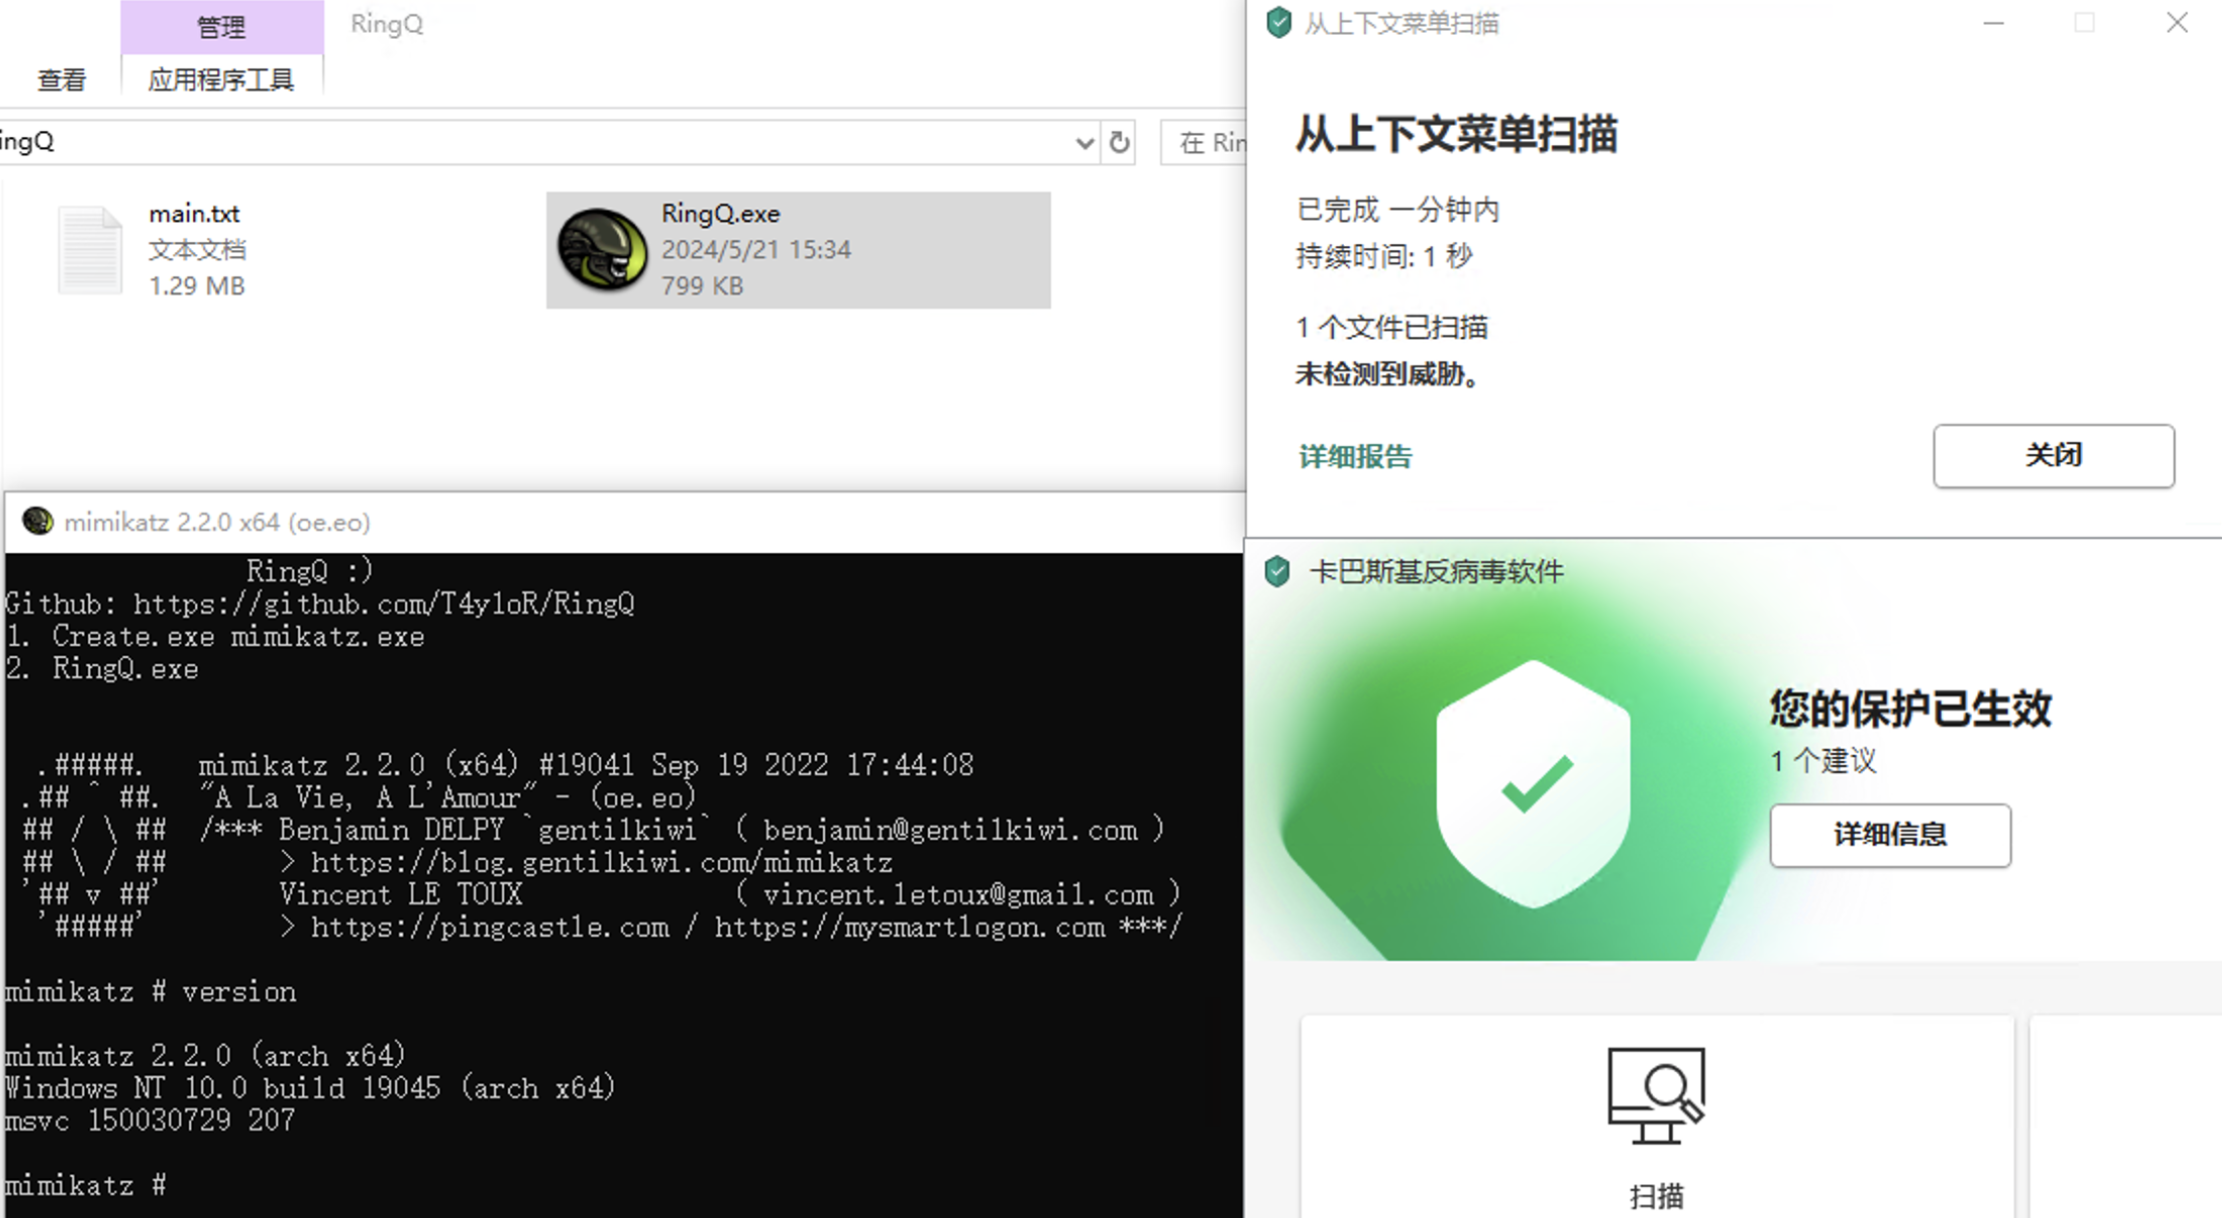 管理
RingQ
查看
应用程序工具
ingQ
在 Rin
main.txt
文本文档
1.29 MB
RingQ.exe
2024/5/21 15:34
799 KB
从上下文菜单扫描
从上下文菜单扫描
已完成 一分钟内
持续时间: 1 秒
1 个文件已扫描
未检测到威胁。
详细报告
关闭
mimikatz 2.2.0 x64 (oe.eo)
RingQ :)
Github: https://github.com/T4y1oR/RingQ
1. Create.exe mimikatz.exe
2. RingQ.exe
.#####.   mimikatz 2.2.0 (x64) #19041 Sep 19 2022 17:44:08
.## ^ ##.  "A La Vie, A L'Amour" - (oe.eo)
## / \ ##  /*** Benjamin DELPY `gentilkiwi` ( benjamin@gentilkiwi.com )
## \ / ##       > https://blog.gentilkiwi.com/mimikatz
'## v ##'       Vincent LE TOUX             ( vincent.letoux@gmail.com )
'#####'        > https://pingcastle.com / https://mysmartlogon.com ***/
mimikatz # version
mimikatz 2.2.0 (arch x64)
Windows NT 10.0 build 19045 (arch x64)
msvc 150030729 207
mimikatz #
卡巴斯基反病毒软件
您的保护已生效
1 个建议
详细信息
扫描